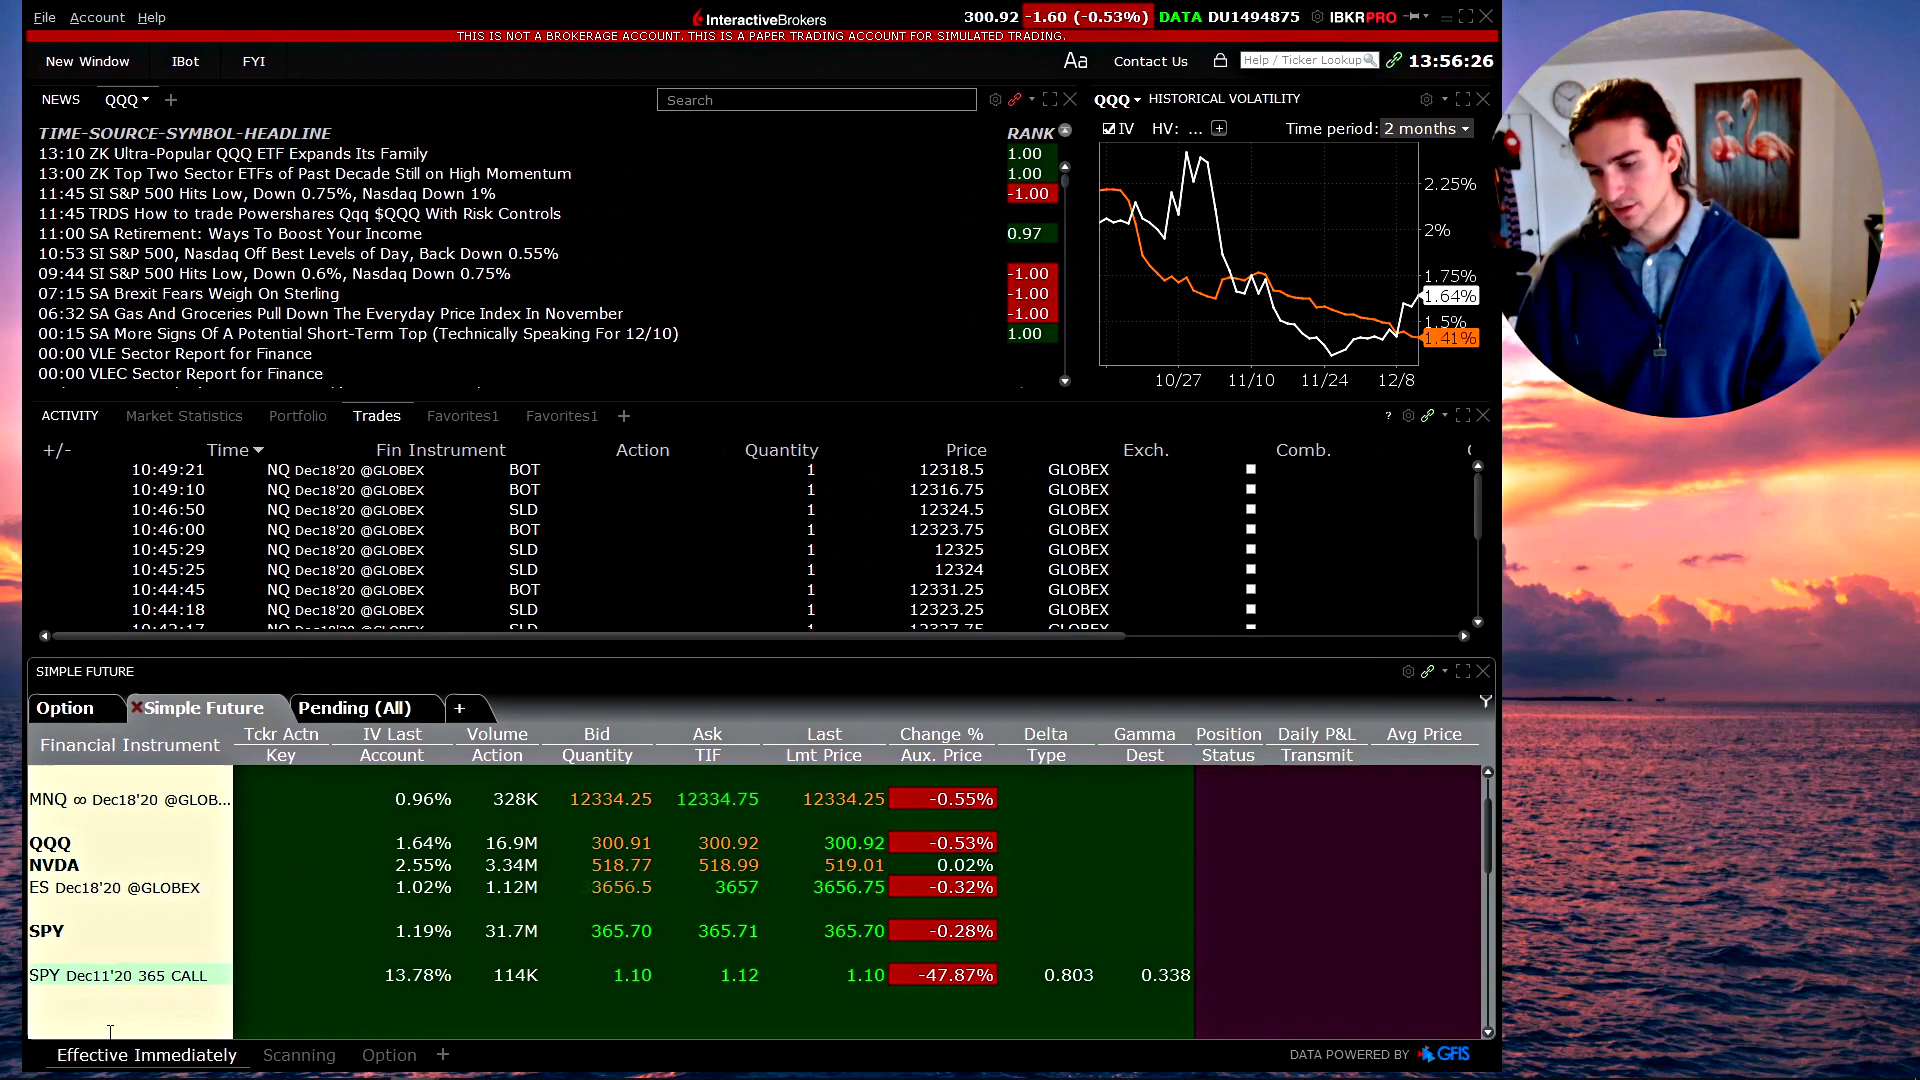 File Account Help
InteractiveBrokers
300.92 -1.60 (-0.53%) DATA DU1494875 IBKRPRO
THIS IS NOT A BROKERAGE ACCOUNT. THIS IS A PAPER TRADING ACCOUNT FOR SIMULATED TRADING.
New Window IBot FYI
Aa Contact Us Help / Ticker Lookup 13:56:26
NEWS QQQ + Search
TIME-SOURCE-SYMBOL-HEADLINE RANK
13:10 ZK Ultra-Popular QQQ ETF Expands Its Family 1.00
13:00 ZK Top Two Sector ETFs of Past Decade Still on High Momentum 1.00
11:45 SI S&P 500 Hits Low, Down 0.75%, Nasdaq Down 1% -1.00
11:45 TRDS How to trade Powershares Qqq $QQQ With Risk Controls
11:00 SA Retirement: Ways To Boost Your Income 0.97
10:53 SI S&P 500, Nasdaq Off Best Levels of Day, Back Down 0.55%
09:44 SI S&P 500 Hits Low, Down 0.6%, Nasdaq Down 0.75% -1.00
07:15 SA Brexit Fears Weigh On Sterling -1.00
06:32 SA Gas And Groceries Pull Down The Everyday Price Index In November -1.00
00:15 SA More Signs Of A Potential Short-Term Top (Technically Speaking For 12/10) 1.00
00:00 VLE Sector Report for Finance
00:00 VLEC Sector Report for Finance
QQQ HISTORICAL VOLATILITY
IV HV: ... + Time period: 2 months
2.25%
2%
1.75%
1.64%
1.5%
1.41%
10/27 11/10 11/24 12/8
ACTIVITY Market Statistics Portfolio Trades Favorites1 Favorites1 + ?
+/- Time Fin Instrument Action Quantity Price Exch. Comb.
10:49:21 NQ Dec18'20 @GLOBEX BOT 1 12318.5 GLOBEX
10:49:10 NQ Dec18'20 @GLOBEX BOT 1 12316.75 GLOBEX
10:46:50 NQ Dec18'20 @GLOBEX SLD 1 12324.5 GLOBEX
10:46:00 NQ Dec18'20 @GLOBEX BOT 1 12323.75 GLOBEX
10:45:29 NQ Dec18'20 @GLOBEX SLD 1 12325 GLOBEX
10:45:25 NQ Dec18'20 @GLOBEX SLD 1 12324 GLOBEX
10:44:45 NQ Dec18'20 @GLOBEX BOT 1 12331.25 GLOBEX
10:44:18 NQ Dec18'20 @GLOBEX SLD 1 12323.25 GLOBEX
SIMPLE FUTURE
Option Simple Future Pending (All) +
Financial Instrument Tckr Actn IV Last Volume Bid Ask Last Change % Delta Gamma Position Daily P&L Avg Price
Key Account Action Quantity TIF Lmt Price Aux. Price Type Dest Status Transmit
MNQ ∞ Dec18'20 @GLOB... 0.96% 328K 12334.25 12334.75 12334.25 -0.55%
QQQ 1.64% 16.9M 300.91 300.92 300.92 -0.53%
NVDA 2.55% 3.34M 518.77 518.99 519.01 0.02%
ES Dec18'20 @GLOBEX 1.02% 1.12M 3656.5 3657 3656.75 -0.32%
SPY 1.19% 31.7M 365.70 365.71 365.70 -0.28%
SPY Dec11'20 365 CALL 13.78% 114K 1.10 1.12 1.10 -47.87% 0.803 0.338
Effective Immediately Scanning Option +
DATA POWERED BY GFIS